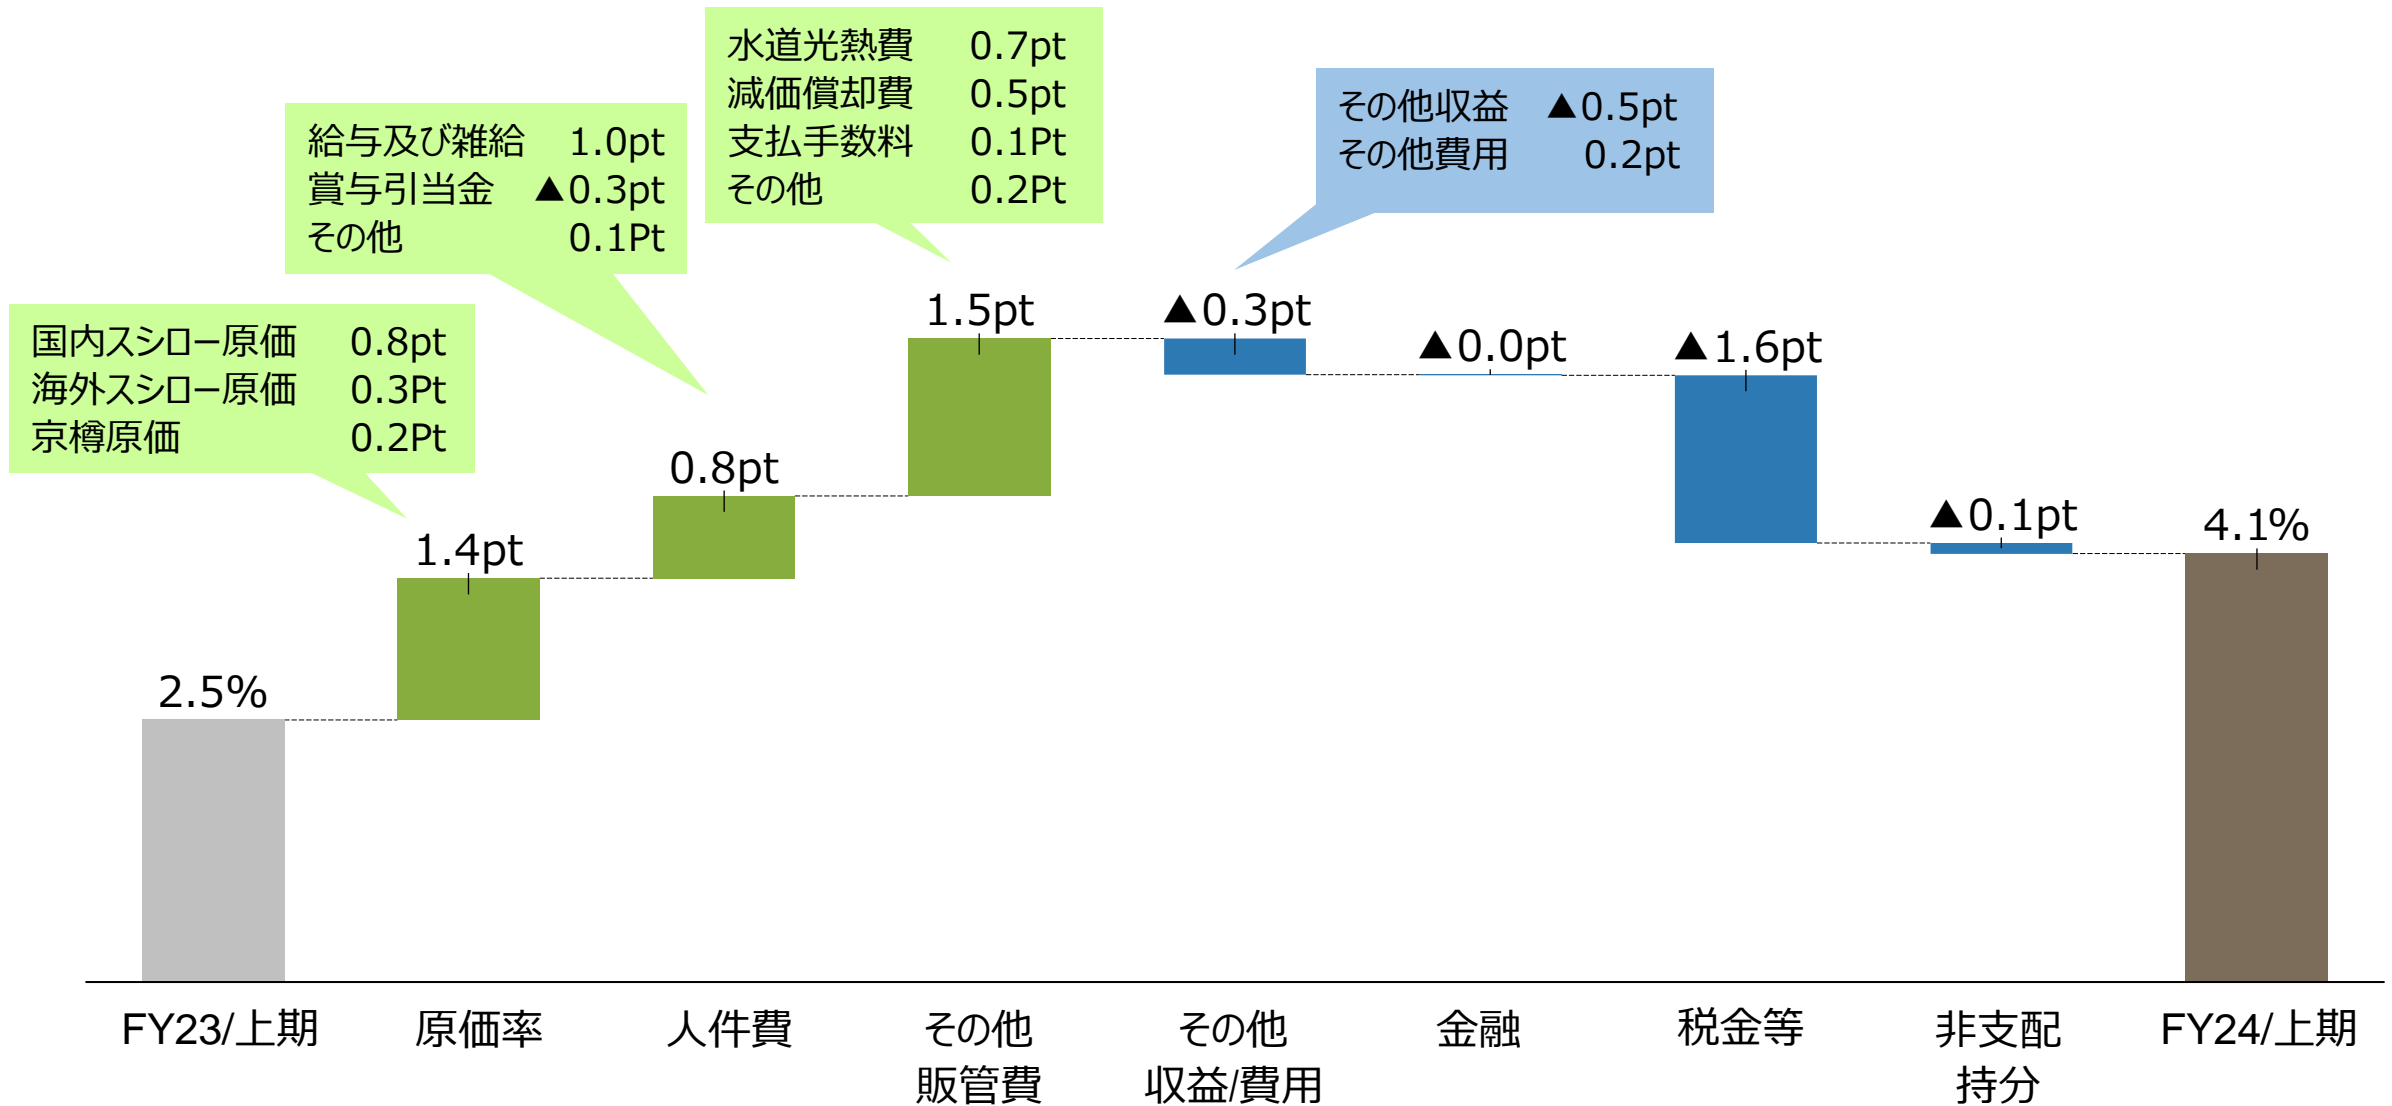 水道光熱費 0.7pt
減価償却費 0.5pt
支払手数料 0.1Pt
その他 0.2Pt
その他収益 ▲0.5pt
その他費用 0.2pt
給与及び雑給 1.0pt
賞与引当金 ▲0.3pt
その他 0.1Pt
国内スシロー原価 0.8pt
海外スシロー原価 0.3Pt
京樽原価 0.2Pt
2.5%
1.4pt
0.8pt
1.5pt
▲0.3pt
▲0.0pt
▲1.6pt
▲0.1pt
4.1%
FY23/上期
原価率
人件費
その他
販管費
その他
収益/費用
金融
税金等
非支配
持分
FY24/上期